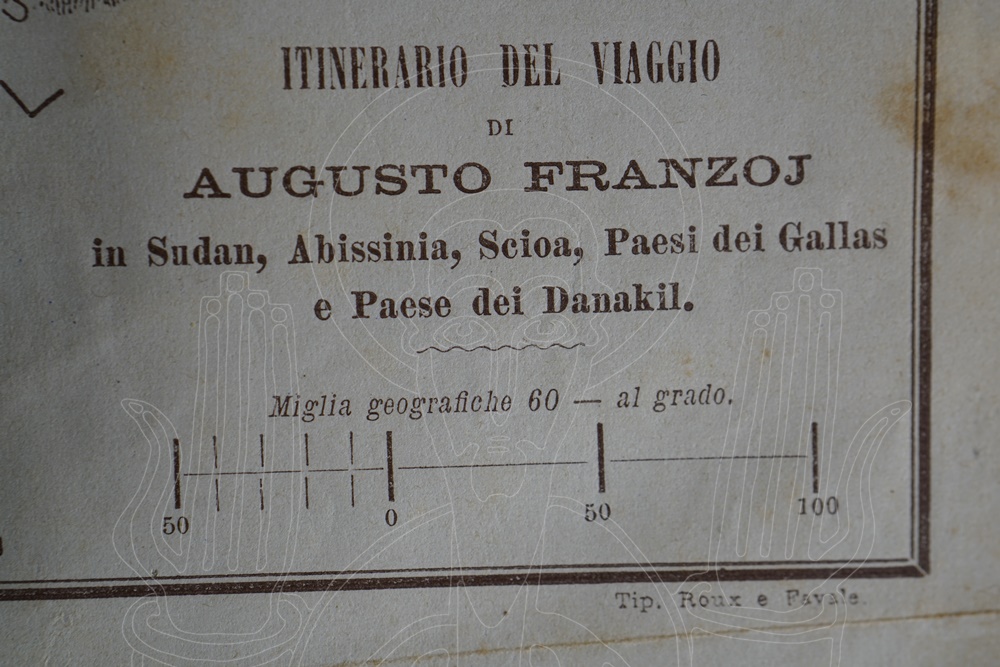 ITINERARIO DEL VIAGGIO
DI
AUGUSTO FRANZOJ
in Sudan, Abissinia, Scioa, Paesi dei Gallas
e Paese dei Danakil.
Miglia geografiche 60 — al grado.
50 0 50 100
Tip. Roux e Favale.